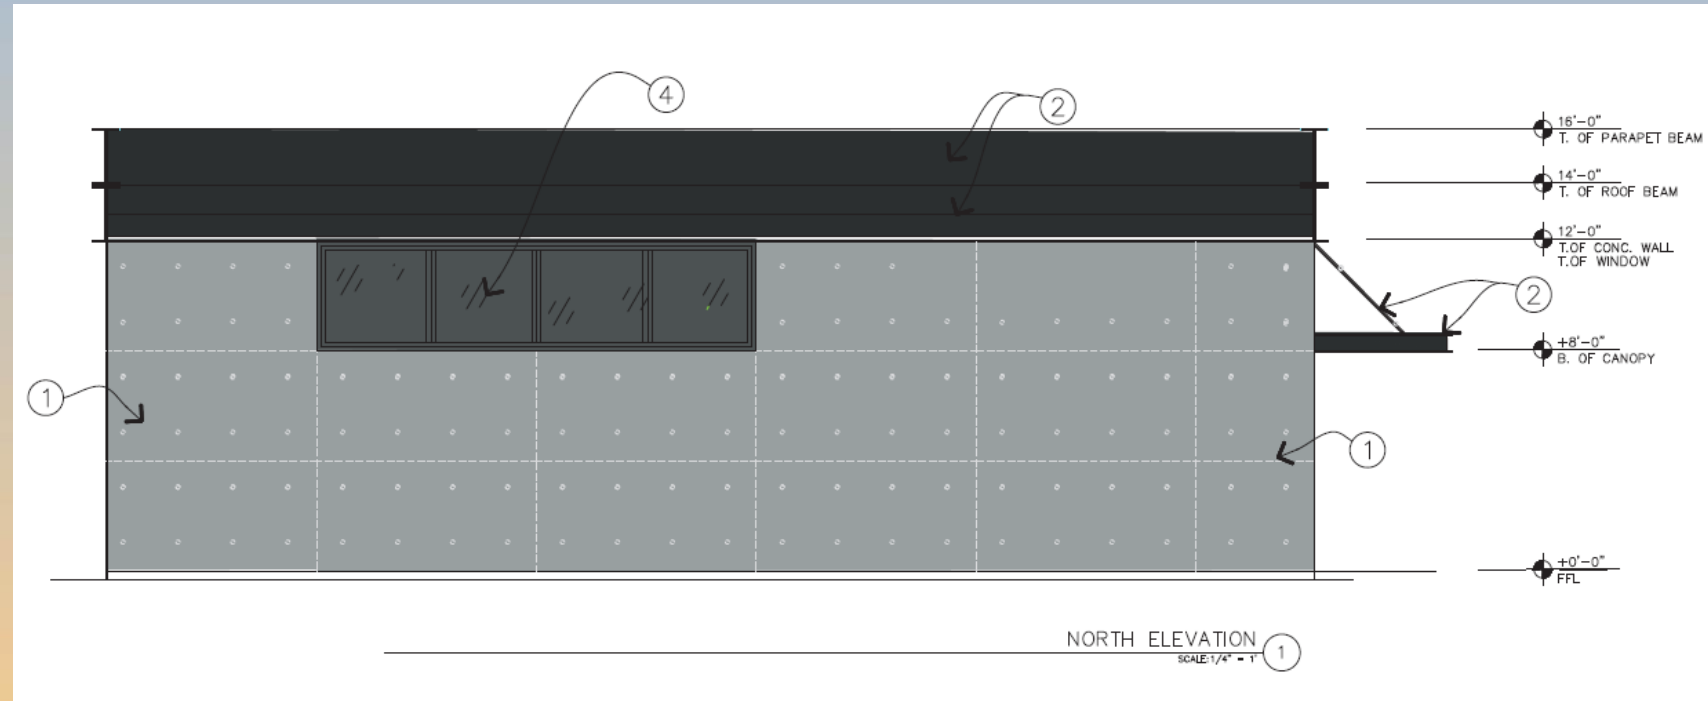 4
2
16'-0"
T. OF PARAPET BEAM
14'-0"
T. OF ROOF BEAM
12'-0"
T.OF CONC. WALL
T.OF WINDOW
2
+8'-0"
B. OF CANOPY
1
1
+0'-0"
FFL
NORTH ELEVATION
SCALE:1/4" = 1'
1